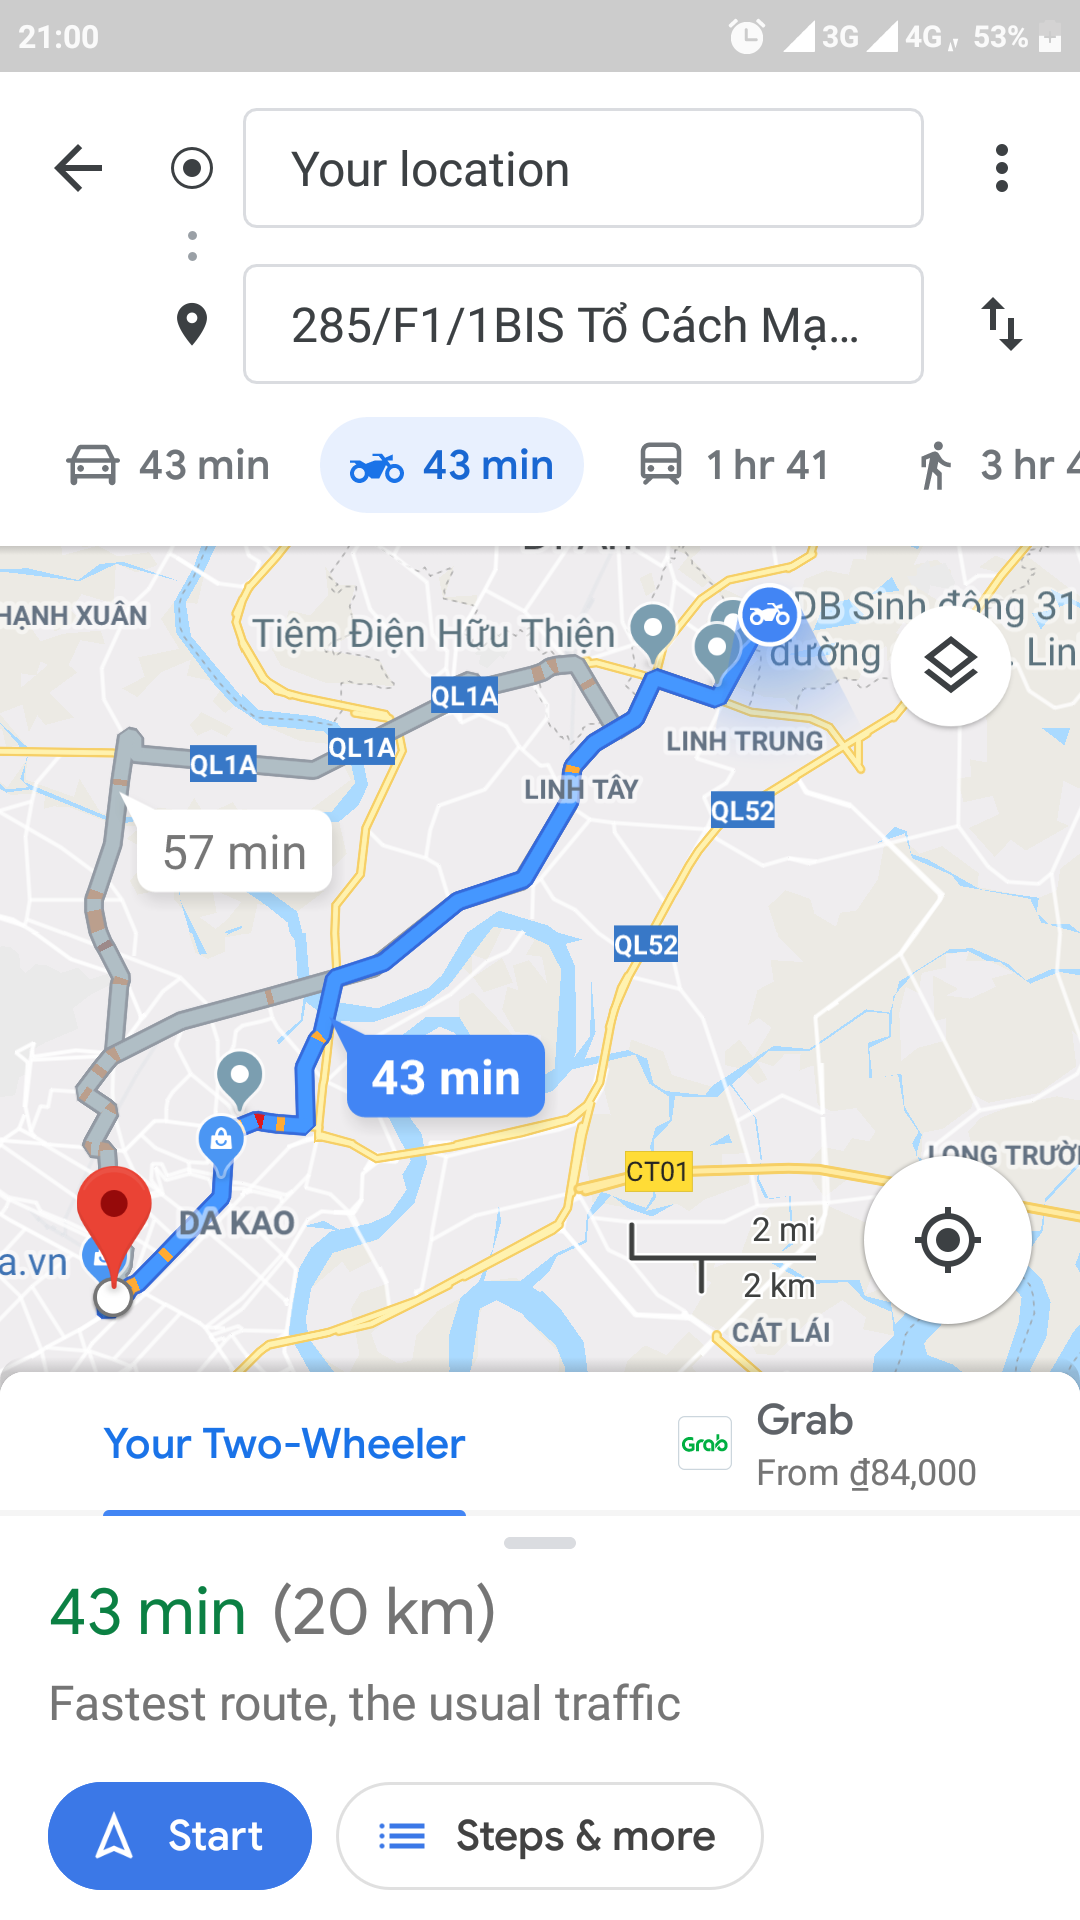 21:00
3G 4G 53%
Your location
285/F1/1BIS Tổ Cách Mạ...
43 min
43 min
1 hr 41
3 hr 4
HẠNH XUÂN
Tiệm Điện Hữu Thiện
DB Sinh động 31
đường
Lin
QL1A
QL1A
QL1A
LINH TRUNG
LINH TÂY
QL52
57 min
QL52
43 min
LONG TRƯỜ
CT01
ĐA KAO
2 mi
2 km
a.vn
CÁT LÁI
Your Two-Wheeler
Grab
Grab
From ₫84,000
43 min (20 km)
Fastest route, the usual traffic
Start
Steps & more